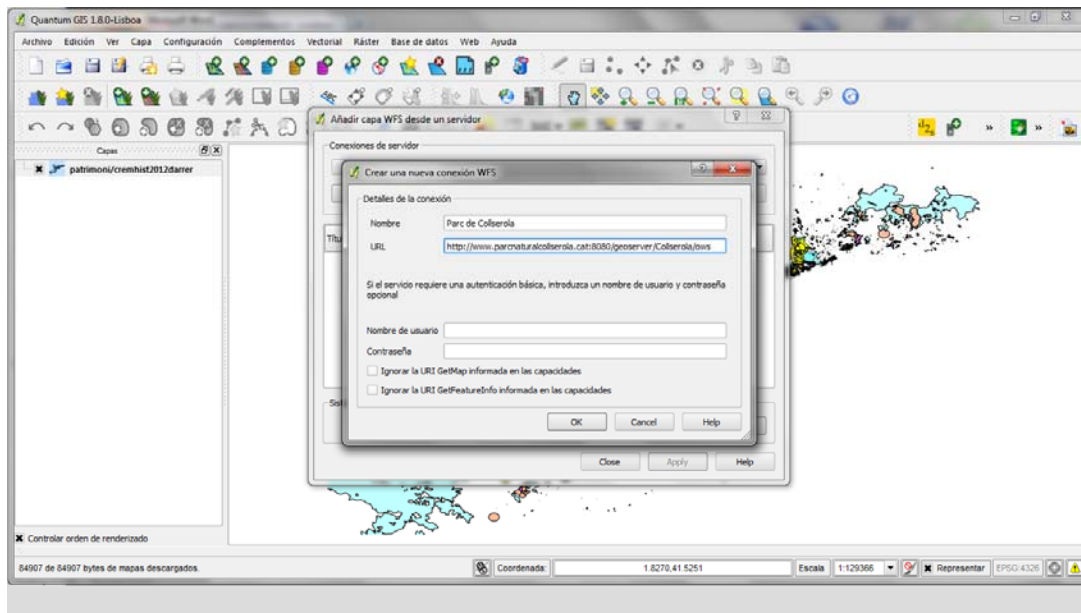 Quantum GIS 1.8.0-Lisboa
Archivo Edición Ver Capa Configuración Complementos Vectorial Ráster Base de datos Web Ayuda
Añadir capa WFS desde un servidor
Capas
Conexiones de servidor
patrimoni/cremhist2012darrer
Crear una nueva conexión WFS
Detalles de la conexión
Nombre Parc de Collserola
URL http://www.parcnaturalcollserola.cat:8080/geoserver/Collserola/ows
Si el servicio requiere una autenticación básica, introduzca un nombre de usuario y contraseña
opcional
Nombre de usuario
Contraseña
Ignorar la URI GetMap informada en las capacidades
Ignorar la URI GetFeatureInfo informada en las capacidades
OK Cancel Help
Close Apply Help
Controlar orden de renderizado
84907 de 84907 bytes de mapas descargados. Coordenada: 1.8270,41.5251 Escala 1:129366 Representar EPSG:4326